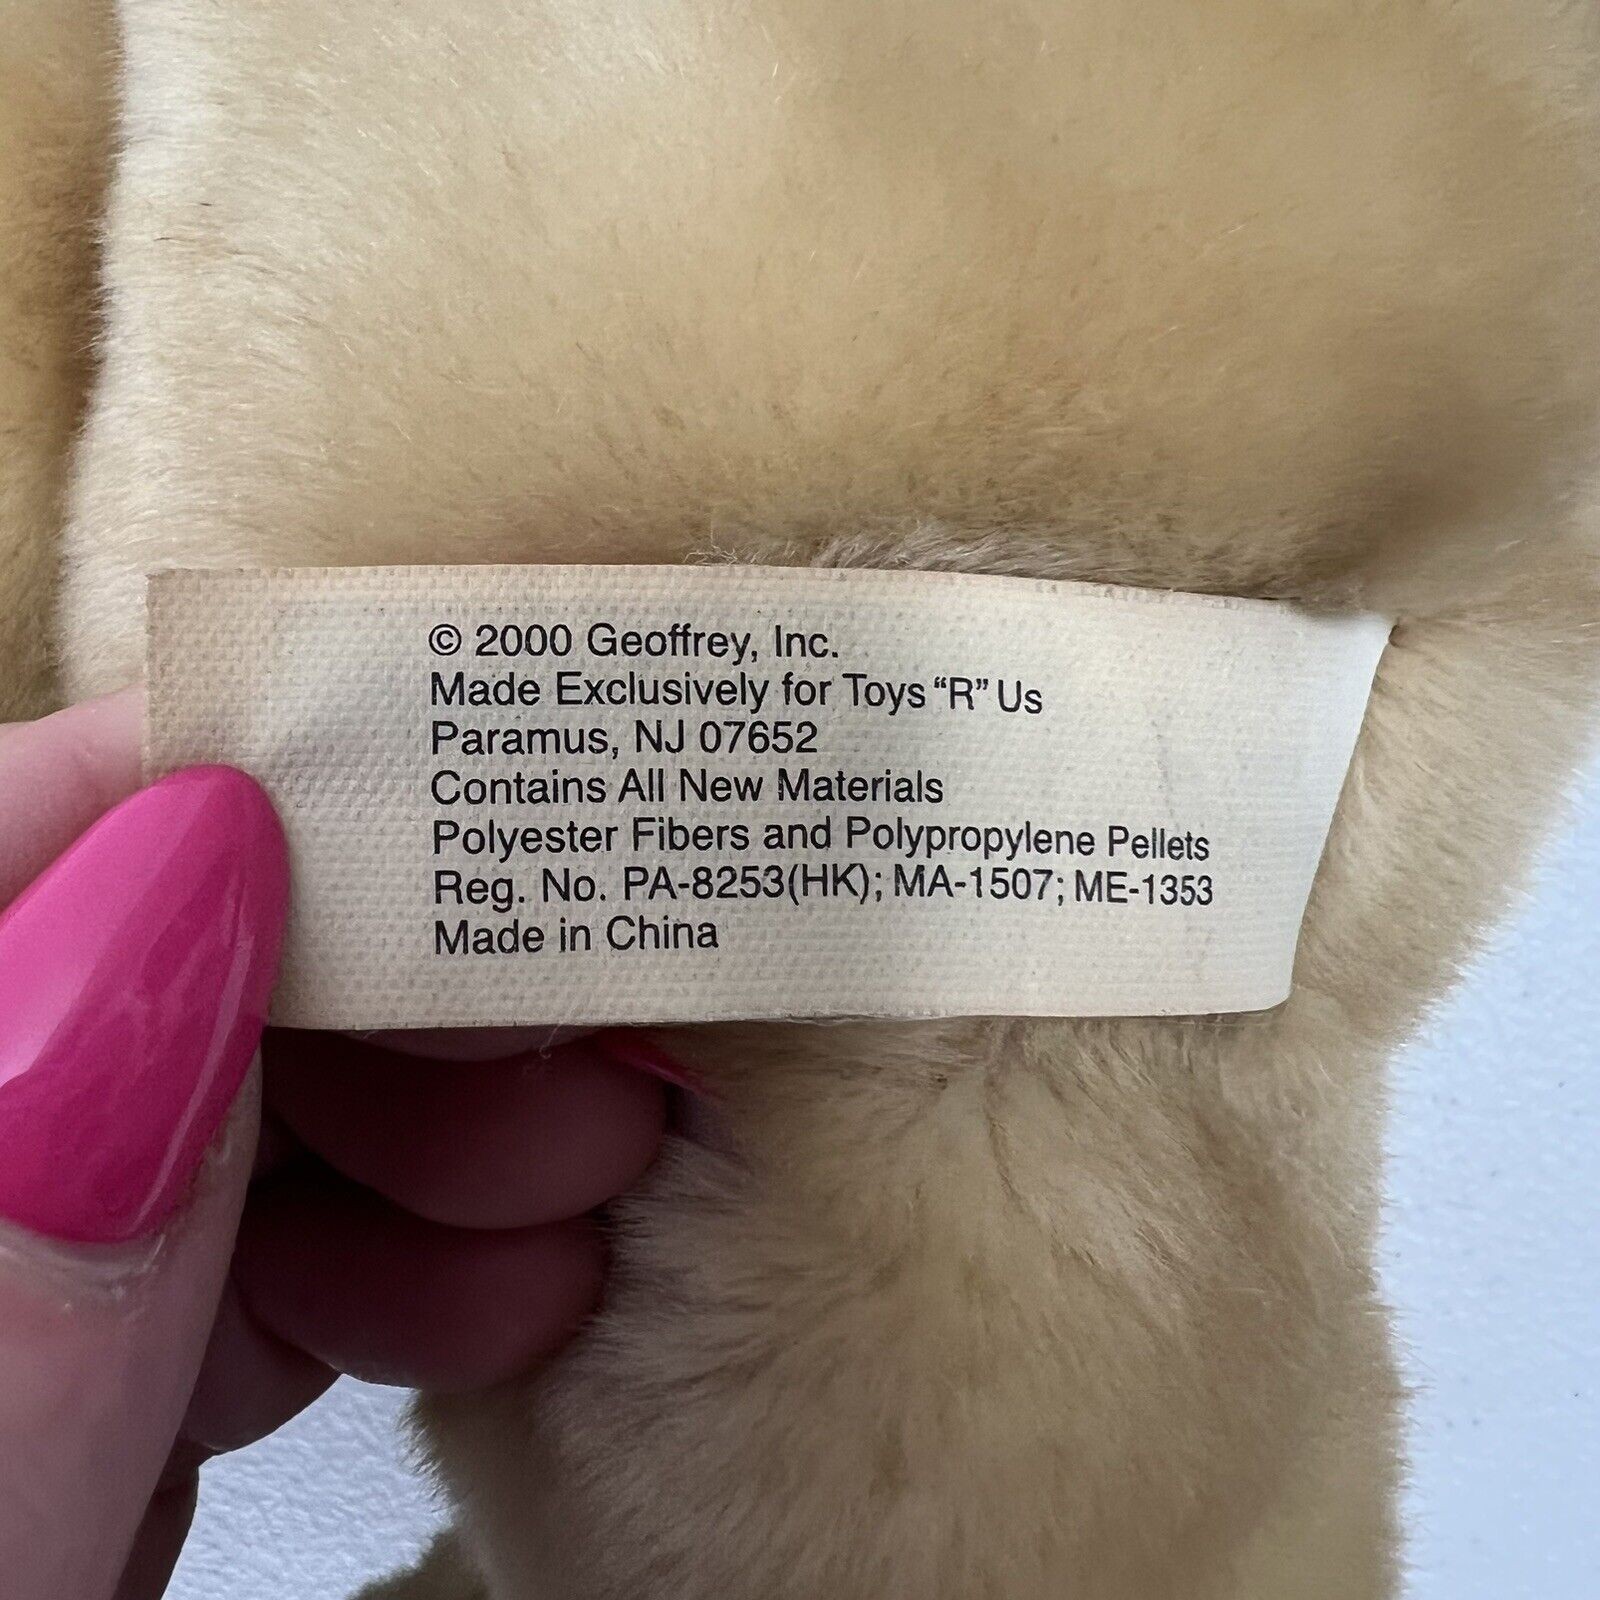 © 2000 Geoffrey, Inc.
Made Exclusively for Toys “R” Us
Paramus, NJ 07652
Contains All New Materials
Polyester Fibers and Polypropylene Pellets
Reg. No. PA-8253(HK); MA-1507; ME-1353
Made in China